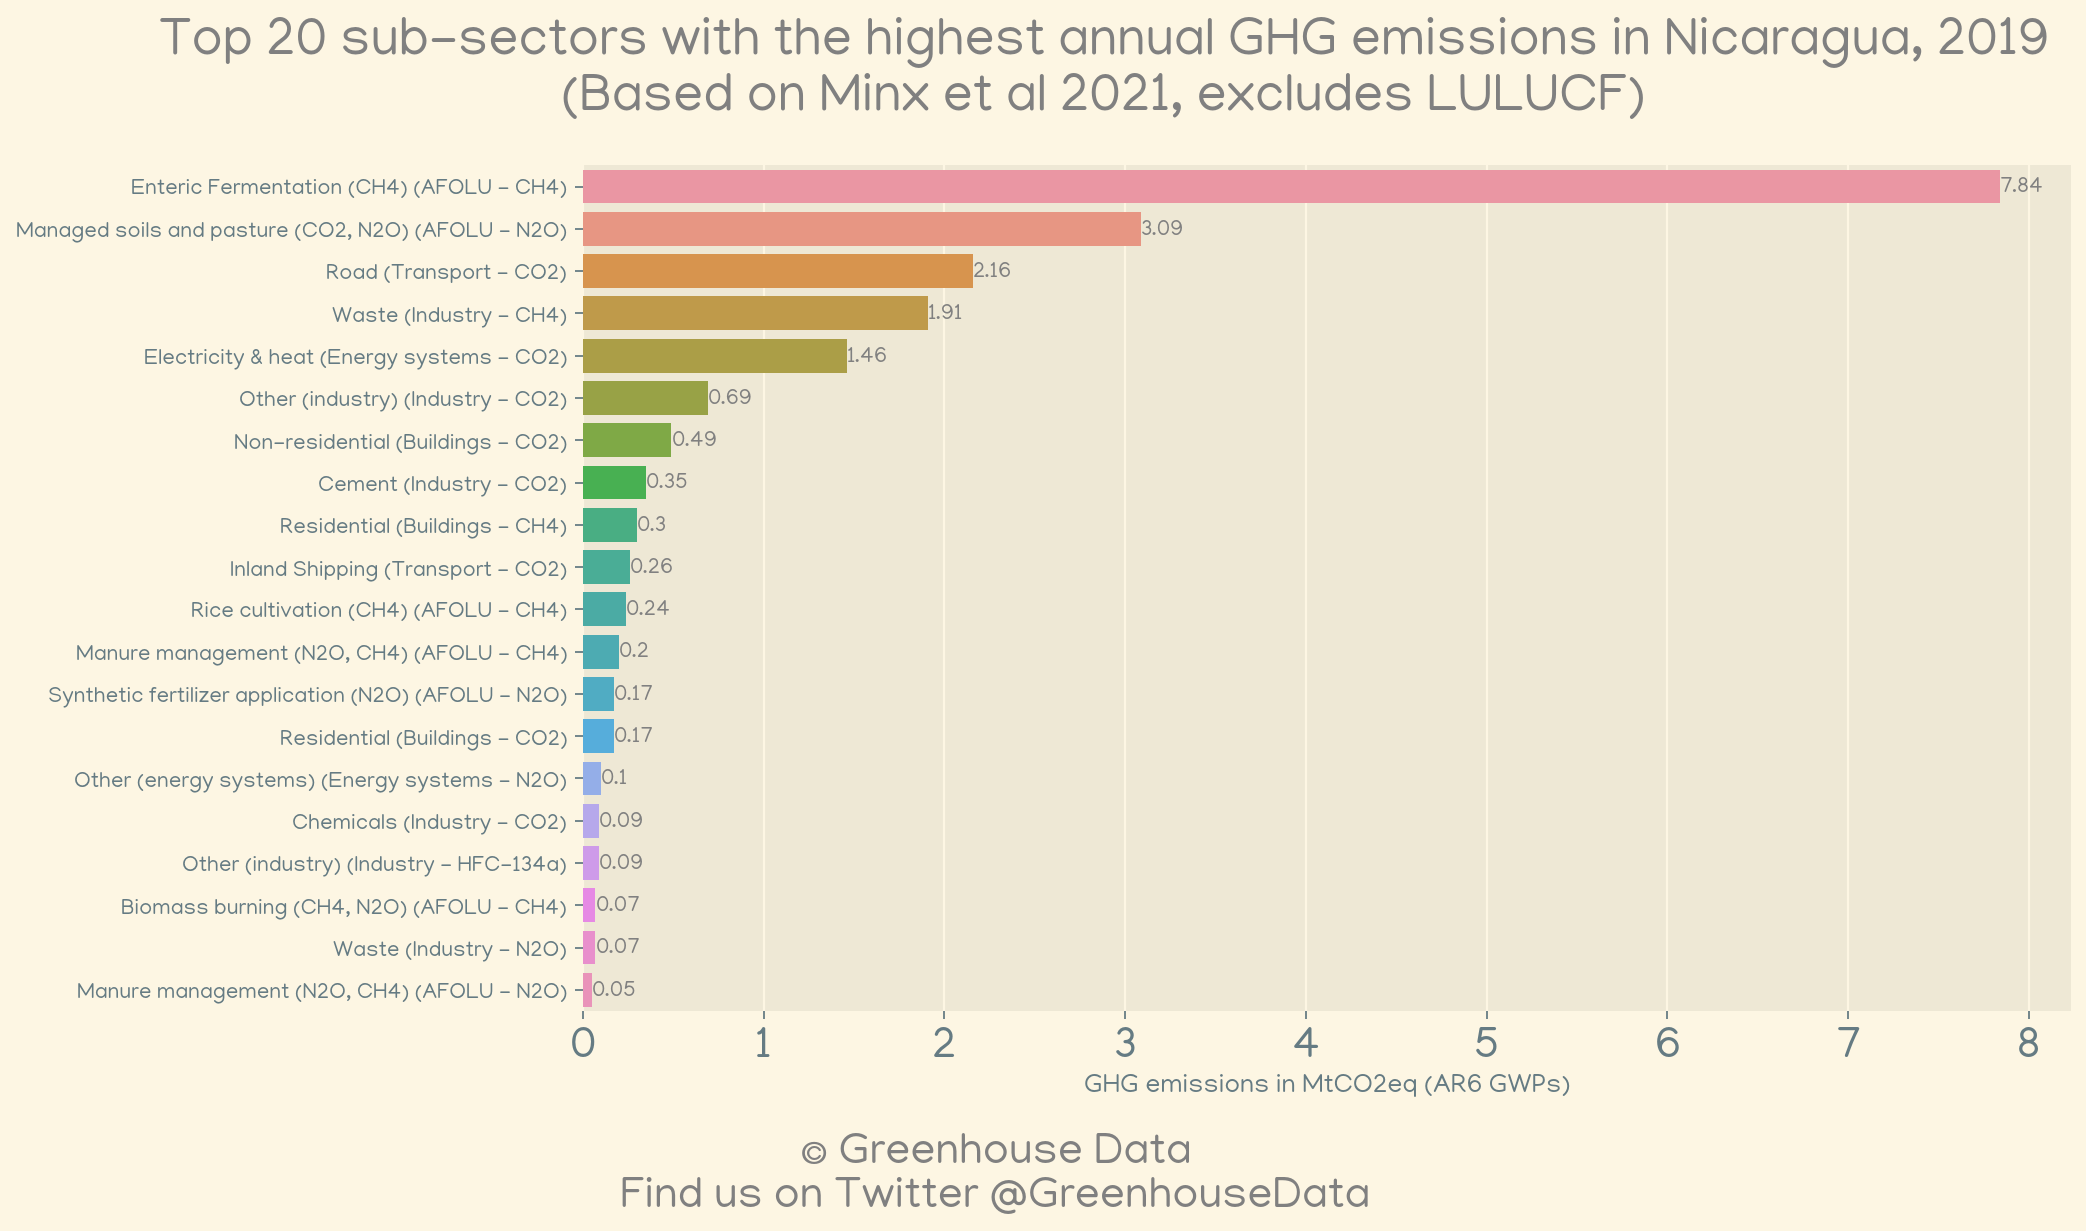 Top 20 sub-sectors with the highest annual GHG emissions in Nicaragua, 2019
(Based on Minx et al 2021, excludes LULUCF)
Enteric Fermentation (CH4) (AFOLU - CH4) 7.84
Managed soils and pasture (CO2, N2O) (AFOLU - N2O) 3.09
Road (Transport - CO2) 2.16
Waste (Industry - CH4) 1.91
Electricity & heat (Energy systems - CO2) 1.46
Other (industry) (Industry - CO2) 0.69
Non-residential (Buildings - CO2) 0.49
Cement (Industry - CO2) 0.35
Residential (Buildings - CH4) 0.3
Inland Shipping (Transport - CO2) 0.26
Rice cultivation (CH4) (AFOLU - CH4) 0.24
Manure management (N2O, CH4) (AFOLU - CH4) 0.2
Synthetic fertilizer application (N2O) (AFOLU - N2O) 0.17
Residential (Buildings - CO2) 0.17
Other (energy systems) (Energy systems - N2O) 0.1
Chemicals (Industry - CO2) 0.09
Other (industry) (Industry - HFC-134a) 0.09
Biomass burning (CH4, N2O) (AFOLU - CH4) 0.07
Waste (Industry - N2O) 0.07
Manure management (N2O, CH4) (AFOLU - N2O) 0.05
0 1 2 3 4 5 6 7 8
GHG emissions in MtCO2eq (AR6 GWPs)
© Greenhouse Data
Find us on Twitter @GreenhouseData